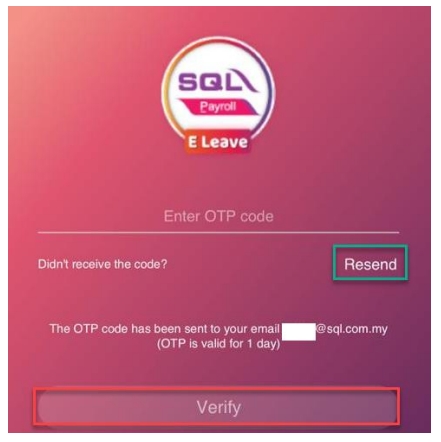 SQL
Payroll
E Leave
Enter OTP code
Didn't receive the code?
Resend
The OTP code has been sent to your email @sql.com.my
(OTP is valid for 1 day)
Verify